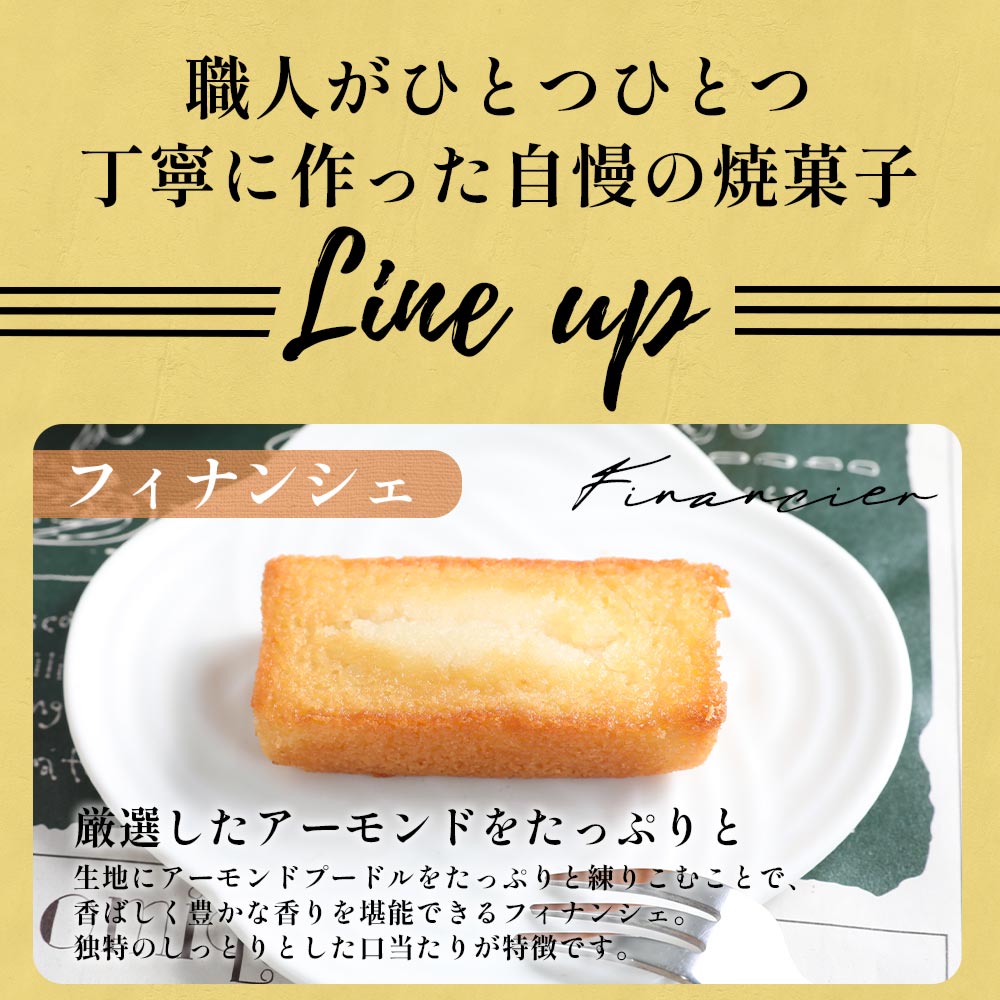 職人がひとつひとつ
丁寧に作った自慢の焼菓子
Line up
フィナンシェ
Financier
厳選したアーモンドをたっぷりと
生地にアーモンドプードルをたっぷりと練りこむことで、
香ばしく豊かな香りを堪能できるフィナンシェ。
独特のしっとりとした口当たりが特徴です。